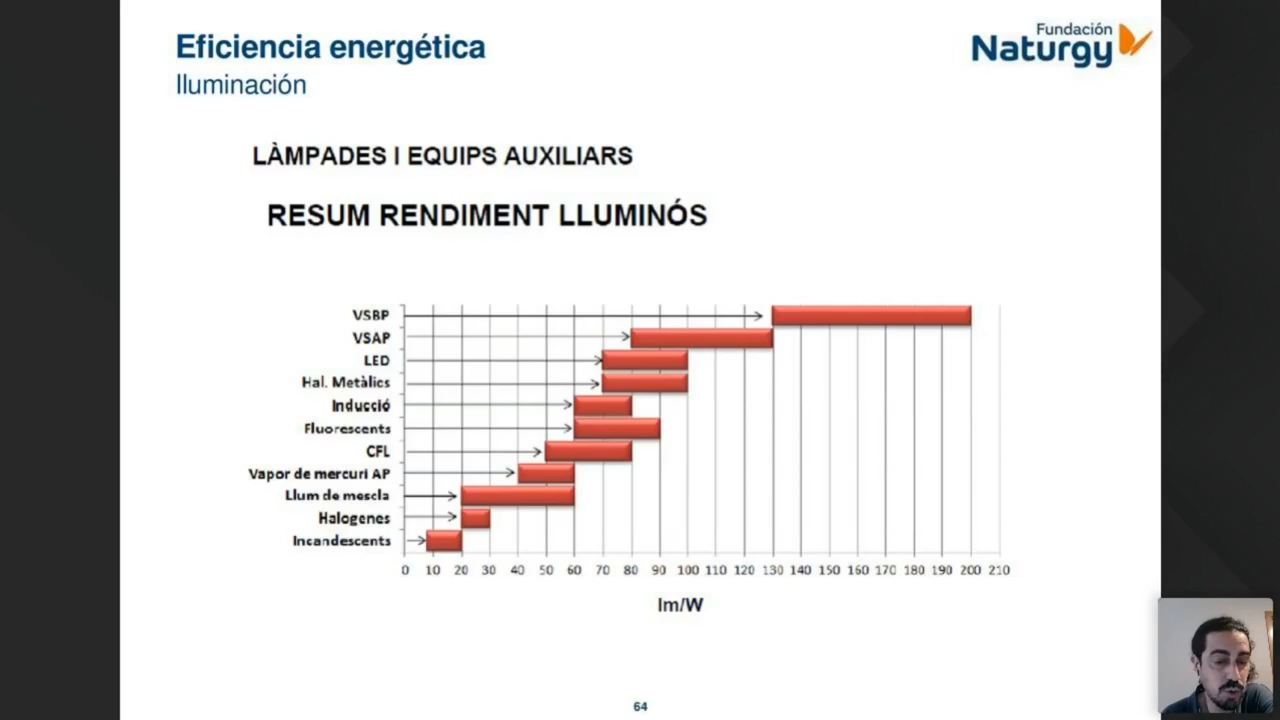 Eficiencia energética
Iluminación
Fundación
Naturgy
LÀMPADES I EQUIPS AUXILIARS
RESUM RENDIMENT LLUMINÓS
VSBP
VSAP
LED
Hal. Metàlics
Inducció
Fluorescents
CFL
Vapor de mercuri AP
Llum de mescla
Halogenes
Incandescents
0 10 20 30 40 50 60 70 80 90 100 110 120 130 140 150 160 170 180 190 200 210
lm/W
64